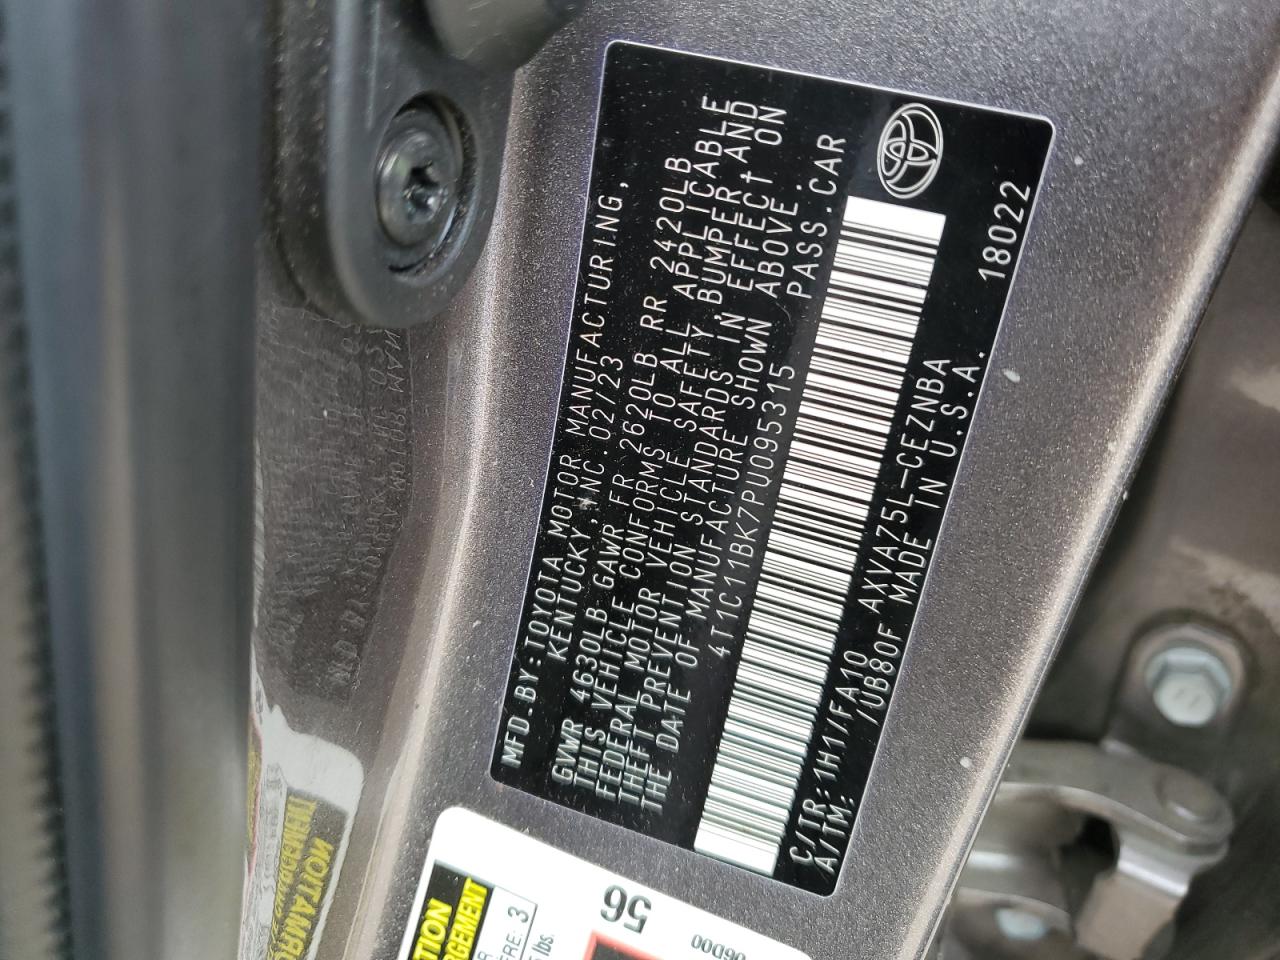 MFD.BY:TOYOTA MOTOR MANUFACTURING,
KENTUCKY,INC.02/23
GVWR 4630LB GAWR FR 2620LB RR 2420LB
THIS VEHICLE CONFORMS TO ALL APPLICABLE
FEDERAL MOTOR VEHICLE SAFETY,BUMPER AND
THEFT PREVENTION STANDARDS IN EFFECT ON
THE DATE OF MANUFACTURE SHOWN ABOVE.
4T1C11BK7PU095315 PASS.CAR
C/TR:1H11/FA10 AXVA75L-CEZNBA
A/TM: /UB80F MADE IN U.S.A.
18022
56
06D00